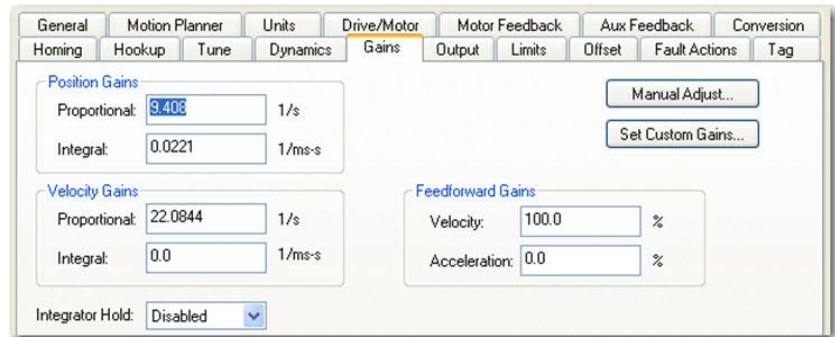 General Motion Planner Units Drive/Motor Motor Feedback Aux Feedback Conversion
Homing Hookup Tune Dynamics Gains Output Limits Offset Fault Actions Tag
Position Gains
Proportional: 9.408 1/s
Integral: 0.0221 1/ms-s
Manual Adjust...
Set Custom Gains...
Velocity Gains
Proportional: 22.0844 1/s
Integral: 0.0 1/ms-s
Feedforward Gains
Velocity: 100.0 %
Acceleration: 0.0 %
Integrator Hold: Disabled